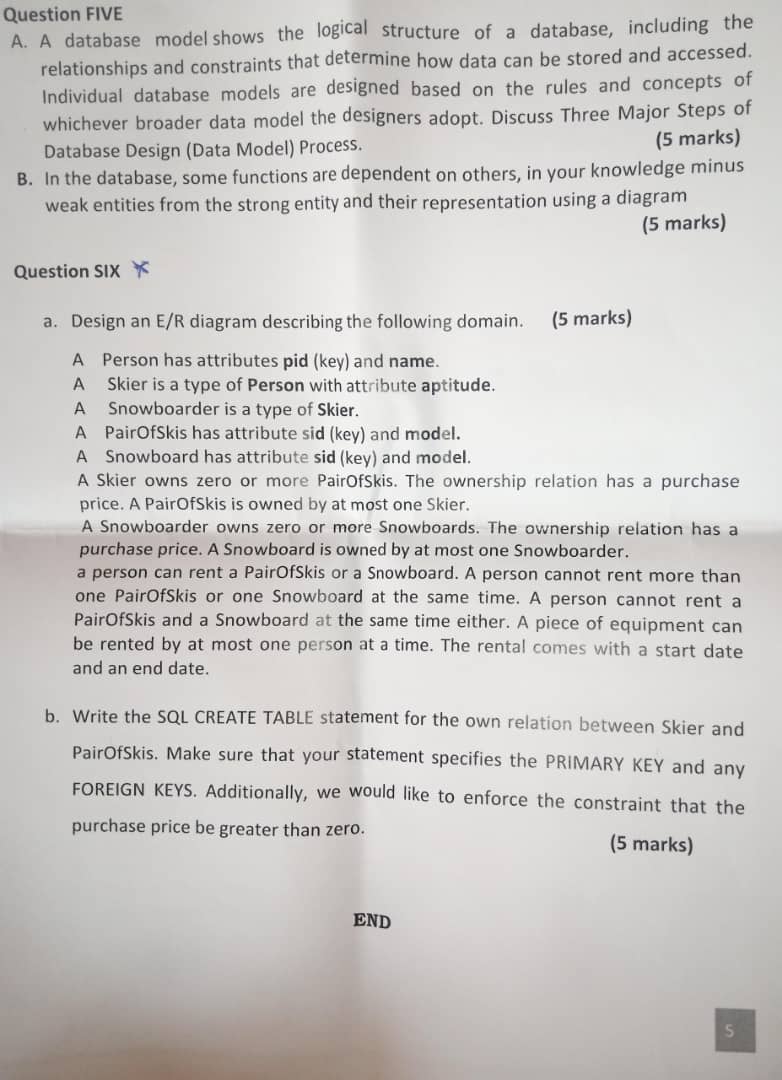 Question FIVE
A. A database model shows the logical structure of a database, including the
relationships and constraints that determine how data can be stored and accessed.
Individual database models are designed based on the rules and concepts of
whichever broader data model the designers adopt. Discuss Three Major Steps of
Database Design (Data Model) Process. (5 marks)
B. In the database, some functions are dependent on others, in your knowledge minus
weak entities from the strong entity and their representation using a diagram
(5 marks)
Question SIX
a. Design an E/R diagram describing the following domain. (5 marks)
A Person has attributes pid (key) and name.
A Skier is a type of Person with attribute aptitude.
A Snowboarder is a type of Skier.
A PairOfSkis has attribute sid (key) and model.
A Snowboard has attribute sid (key) and model.
A Skier owns zero or more PairOfSkis. The ownership relation has a purchase
price. A PairOfSkis is owned by at most one Skier.
A Snowboarder owns zero or more Snowboards. The ownership relation has a
purchase price. A Snowboard is owned by at most one Snowboarder.
a person can rent a PairOfSkis or a Snowboard. A person cannot rent more than
one PairOfSkis or one Snowboard at the same time. A person cannot rent a
PairOfSkis and a Snowboard at the same time either. A piece of equipment can
be rented by at most one person at a time. The rental comes with a start date
and an end date.
b. Write the SQL CREATE TABLE statement for the own relation between Skier and
PairOfSkis. Make sure that your statement specifies the PRIMARY KEY and any
FOREIGN KEYS. Additionally, we would like to enforce the constraint that the
purchase price be greater than zero.
(5 marks)
END
5